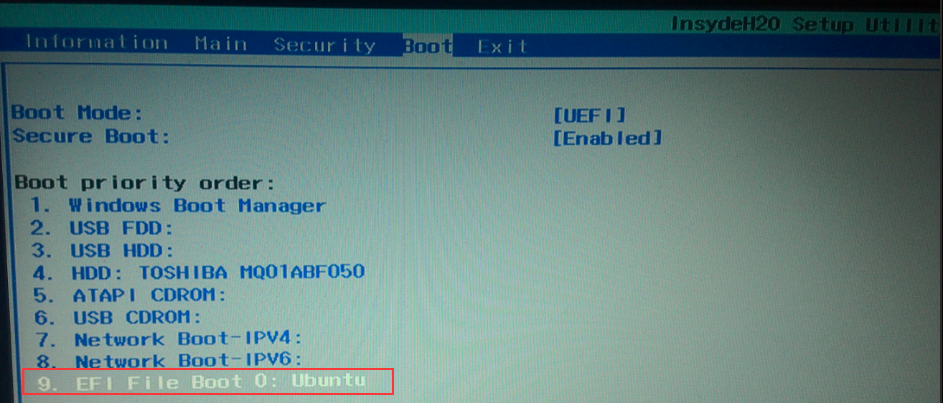 InsydeH20 Setup Utilit
Information Main Security Boot Exit
Boot Mode: [UEFI]
Secure Boot: [Enabled]
Boot priority order:
1. Windows Boot Manager
2. USB FDD:
3. USB HDD:
4. HDD: TOSHIBA MQ01ABF050
5. ATAPI CDROM:
6. USB CDROM:
7. Network Boot-IPV4:
8. Network Boot-IPV6:
9. EFI File Boot 0: Ubuntu